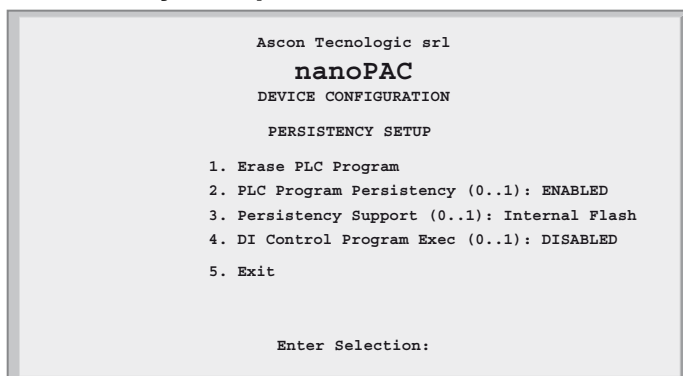 Ascon Tecnologic srl
nanoPAC
DEVICE CONFIGURATION
PERSISTENCY SETUP
1. Erase PLC Program
2. PLC Program Persistency (0..1): ENABLED
3. Persistency Support (0..1): Internal Flash
4. DI Control Program Exec (0..1): DISABLED
5. Exit
Enter Selection: